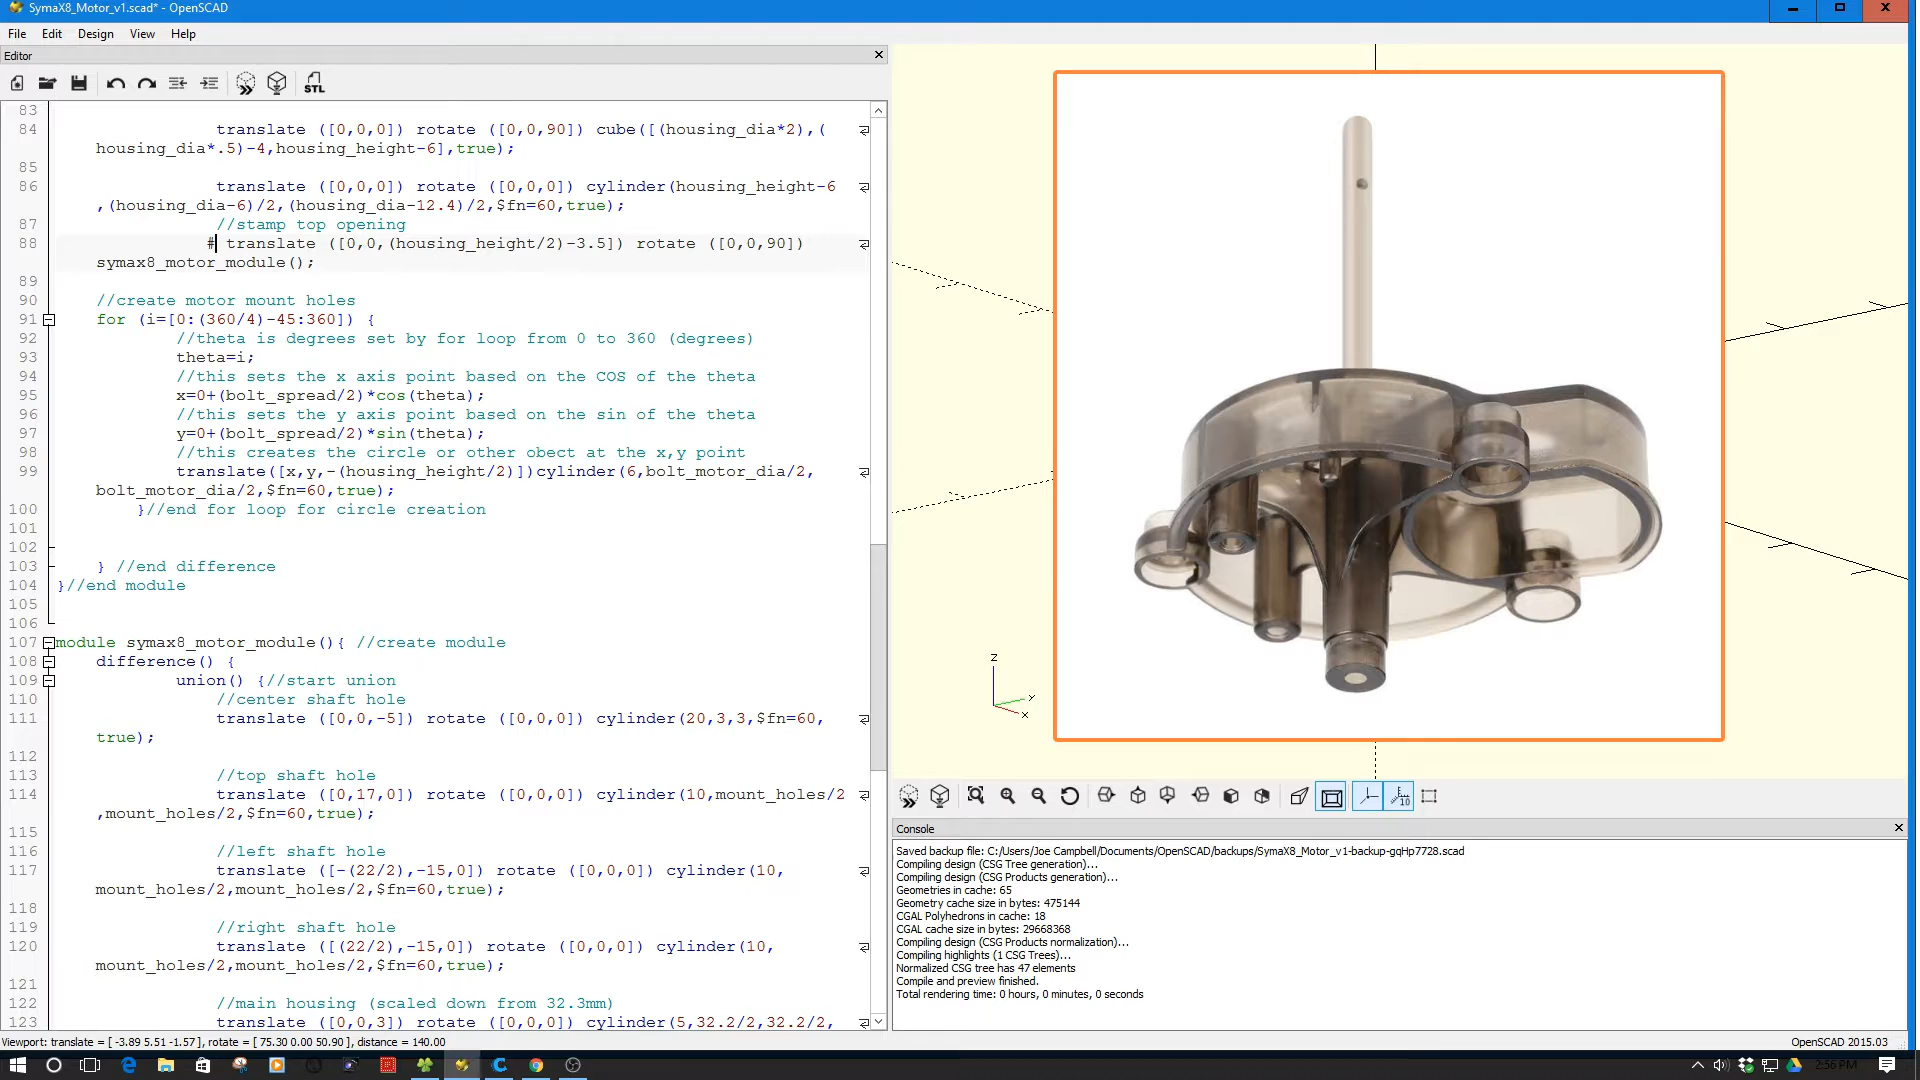 SymaX8_Motor_v1.scad* - OpenSCAD
File Edit Design View Help
Editor
STL
83
84 translate ([0,0,0]) rotate ([0,0,90]) cube([(housing_dia*2),(
housing_dia*.5)-4,housing_height-6],true);
85
86 translate ([0,0,0]) rotate ([0,0,0]) cylinder(housing_height-6
,(housing_dia-6)/2,(housing_dia-12.4)/2,$fn=60,true);
87 //stamp top opening
88 # translate ([0,0,(housing_height/2)-3.5]) rotate ([0,0,90])
symax8_motor_module();
89
90 //create motor mount holes
91 for (i=[0:(360/4)-45:360]) {
92 //theta is degrees set by for loop from 0 to 360 (degrees)
93 theta=i;
94 //this sets the x axis point based on the COS of the theta
95 x=0+(bolt_spread/2)*cos(theta);
96 //this sets the y axis point based on the sin of the theta
97 y=0+(bolt_spread/2)*sin(theta);
98 //this creates the circle or other obect at the x,y point
99 translate([x,y,-(housing_height/2)])cylinder(6,bolt_motor_dia/2,
bolt_motor_dia/2,$fn=60,true);
100 }//end for loop for circle creation
101
102
103 } //end difference
104 }//end module
105
106
107 module symax8_motor_module(){ //create module
108 difference() {
109 union() {//start union
110 //center shaft hole
111 translate ([0,0,-5]) rotate ([0,0,0]) cylinder(20,3,3,$fn=60,
true);
112
113 //top shaft hole
114 translate ([0,17,0]) rotate ([0,0,0]) cylinder(10,mount_holes/2
,mount_holes/2,$fn=60,true);
115
116 //left shaft hole
117 translate ([-(22/2),-15,0]) rotate ([0,0,0]) cylinder(10,
mount_holes/2,mount_holes/2,$fn=60,true);
118
119 //right shaft hole
120 translate ([(22/2),-15,0]) rotate ([0,0,0]) cylinder(10,
mount_holes/2,mount_holes/2,$fn=60,true);
121
122 //main housing (scaled down from 32.3mm)
123 translate ([0,0,3]) rotate ([0,0,0]) cylinder(5,32.2/2,32.2/2,
z
y
x
10
Console
Saved backup file: C:/Users/Joe Campbell/Documents/OpenSCAD/backups/SymaX8_Motor_v1-backup-gqHp7728.scad
Compiling design (CSG Tree generation)...
Compiling design (CSG Products generation)...
Geometries in cache: 65
Geometry cache size in bytes: 475144
CGAL Polyhedrons in cache: 18
CGAL cache size in bytes: 29668368
Compiling design (CSG Products normalization)...
Compiling highlights (1 CSG Trees)...
Normalized CSG tree has 47 elements
Compile and preview finished.
Total rendering time: 0 hours, 0 minutes, 0 seconds
Viewport: translate = [ -3.89 5.51 -1.57 ], rotate = [ 75.30 0.00 50.90 ], distance = 140.00
OpenSCAD 2015.03
2:56 PM